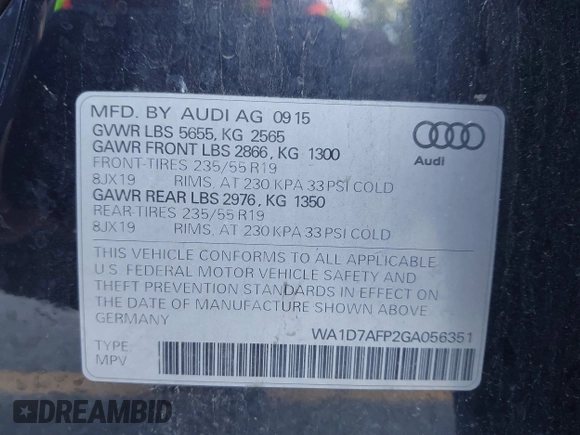 MFD. BY AUDI AG 09 15
GVWR LBS 5655, KG 2565
GAWR FRONT LBS 2866, KG 1300
FRONT-TIRES 235/55 R19
8JX19 RIMS, AT 230 KPA 33 PSI COLD
GAWR REAR LBS 2976, KG 1350
REAR-TIRES 235/55 R19
8JX19 RIMS, AT 230 KPA 33 PSI COLD
Audi
THIS VEHICLE CONFORMS TO ALL APPLICABLE
U.S. FEDERAL MOTOR VEHICLE SAFETY AND
THEFT PREVENTION STANDARDS IN EFFECT ON
THE DATE OF MANUFACTURE SHOWN ABOVE
GERMANY
WA1D7AFP2GA056351
TYPE
MPV
DREAMBID